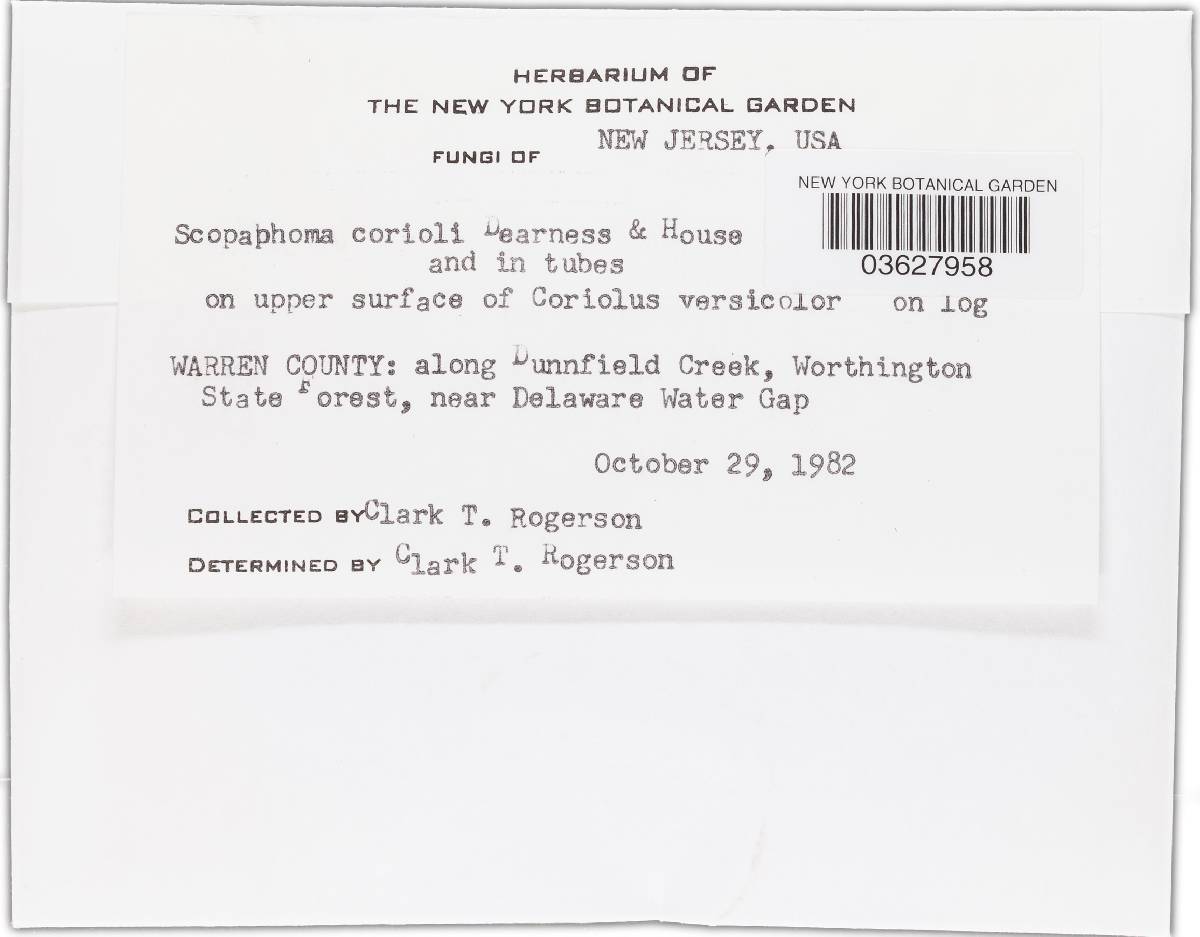 HERBARIUM OF
THE NEW YORK BOTANICAL GARDEN
FUNGI OF NEW JERSEY, USA
NEW YORK BOTANICAL GARDEN
03627958
Scopaphoma corioli Dearness & House
and in tubes
on upper surface of Coriolus versicolor on log
WARREN COUNTY: along Dunnfield Creek, Worthington
State Forest, near Delaware Water Gap
October 29, 1982
COLLECTED BY Clark T. Rogerson
DETERMINED BY Clark T. Rogerson